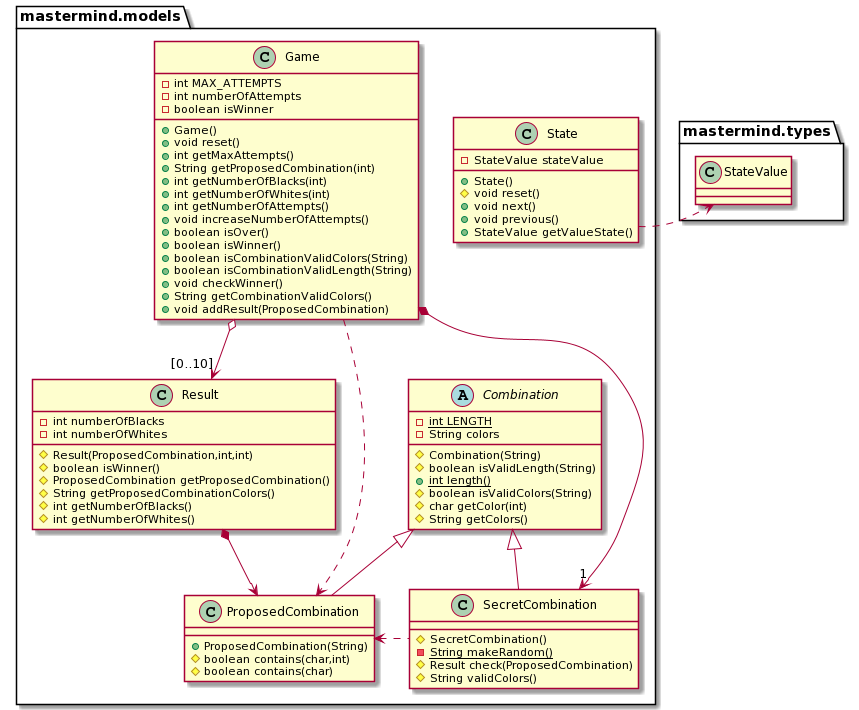 mastermind.models
C Game
int MAX_ATTEMPTS
int numberOfAttempts
boolean isWinner
Game()
void reset()
int getMaxAttempts()
String getProposedCombination(int)
int getNumberOfBlacks(int)
int getNumberOfWhites(int)
int getNumberOfAttempts()
void increaseNumberOfAttempts()
boolean isOver()
boolean isWinner()
boolean isCombinationValidColors(String)
boolean isCombinationValidLength(String)
void checkWinner()
String getCombinationValidColors()
void addResult(ProposedCombination)
C State
StateValue stateValue
State()
void reset()
void next()
void previous()
StateValue getValueState()
mastermind.types
C StateValue
[0..10]
C Result
int numberOfBlacks
int numberOfWhites
Result(ProposedCombination,int,int)
boolean isWinner()
ProposedCombination getProposedCombination()
String getProposedCombinationColors()
int getNumberOfBlacks()
int getNumberOfWhites()
A Combination
int LENGTH
String colors
Combination(String)
boolean isValidLength(String)
int length()
boolean isValidColors(String)
char getColor(int)
String getColors()
1
C ProposedCombination
ProposedCombination(String)
boolean contains(char,int)
boolean contains(char)
C SecretCombination
SecretCombination()
String makeRandom()
Result check(ProposedCombination)
String validColors()